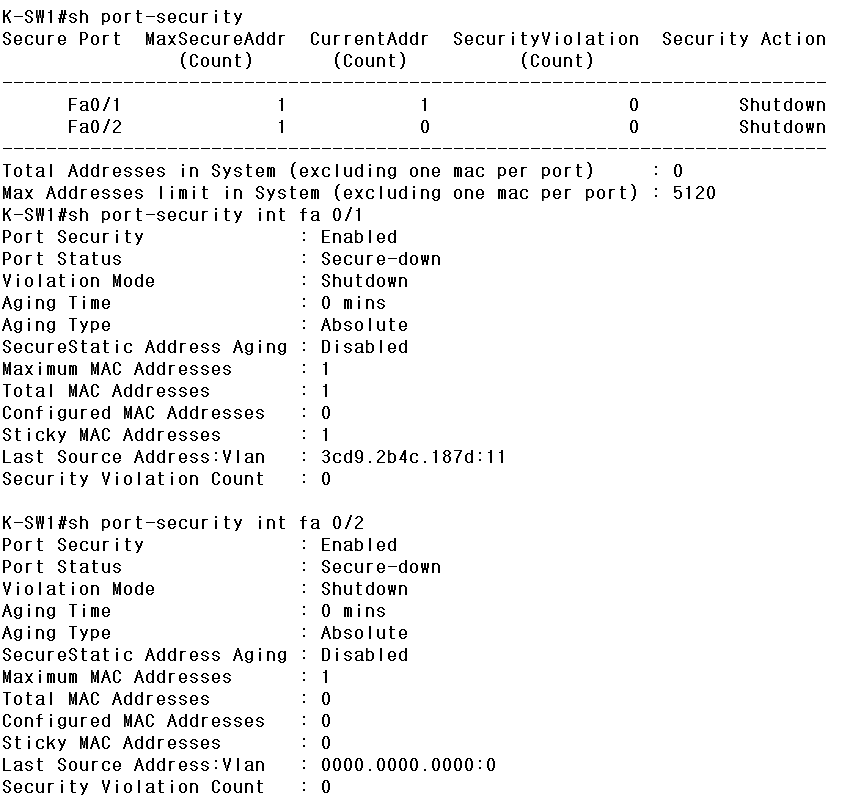 K-SW1#sh port-security
Secure Port  MaxSecureAddr  CurrentAddr  SecurityViolation  Security Action
                (Count)       (Count)          (Count)
---------------------------------------------------------------------------
      Fa0/1              1            1                  0         Shutdown
      Fa0/2              1            0                  0         Shutdown
---------------------------------------------------------------------------
Total Addresses in System (excluding one mac per port)     : 0
Max Addresses limit in System (excluding one mac per port) : 5120
K-SW1#sh port-security int fa 0/1
Port Security              : Enabled
Port Status                : Secure-down
Violation Mode             : Shutdown
Aging Time                 : 0 mins
Aging Type                 : Absolute
SecureStatic Address Aging : Disabled
Maximum MAC Addresses      : 1
Total MAC Addresses        : 1
Configured MAC Addresses   : 0
Sticky MAC Addresses       : 1
Last Source Address:Vlan   : 3cd9.2b4c.187d:11
Security Violation Count   : 0

K-SW1#sh port-security int fa 0/2
Port Security              : Enabled
Port Status                : Secure-down
Violation Mode             : Shutdown
Aging Time                 : 0 mins
Aging Type                 : Absolute
SecureStatic Address Aging : Disabled
Maximum MAC Addresses      : 1
Total MAC Addresses        : 0
Configured MAC Addresses   : 0
Sticky MAC Addresses       : 0
Last Source Address:Vlan   : 0000.0000.0000:0
Security Violation Count   : 0